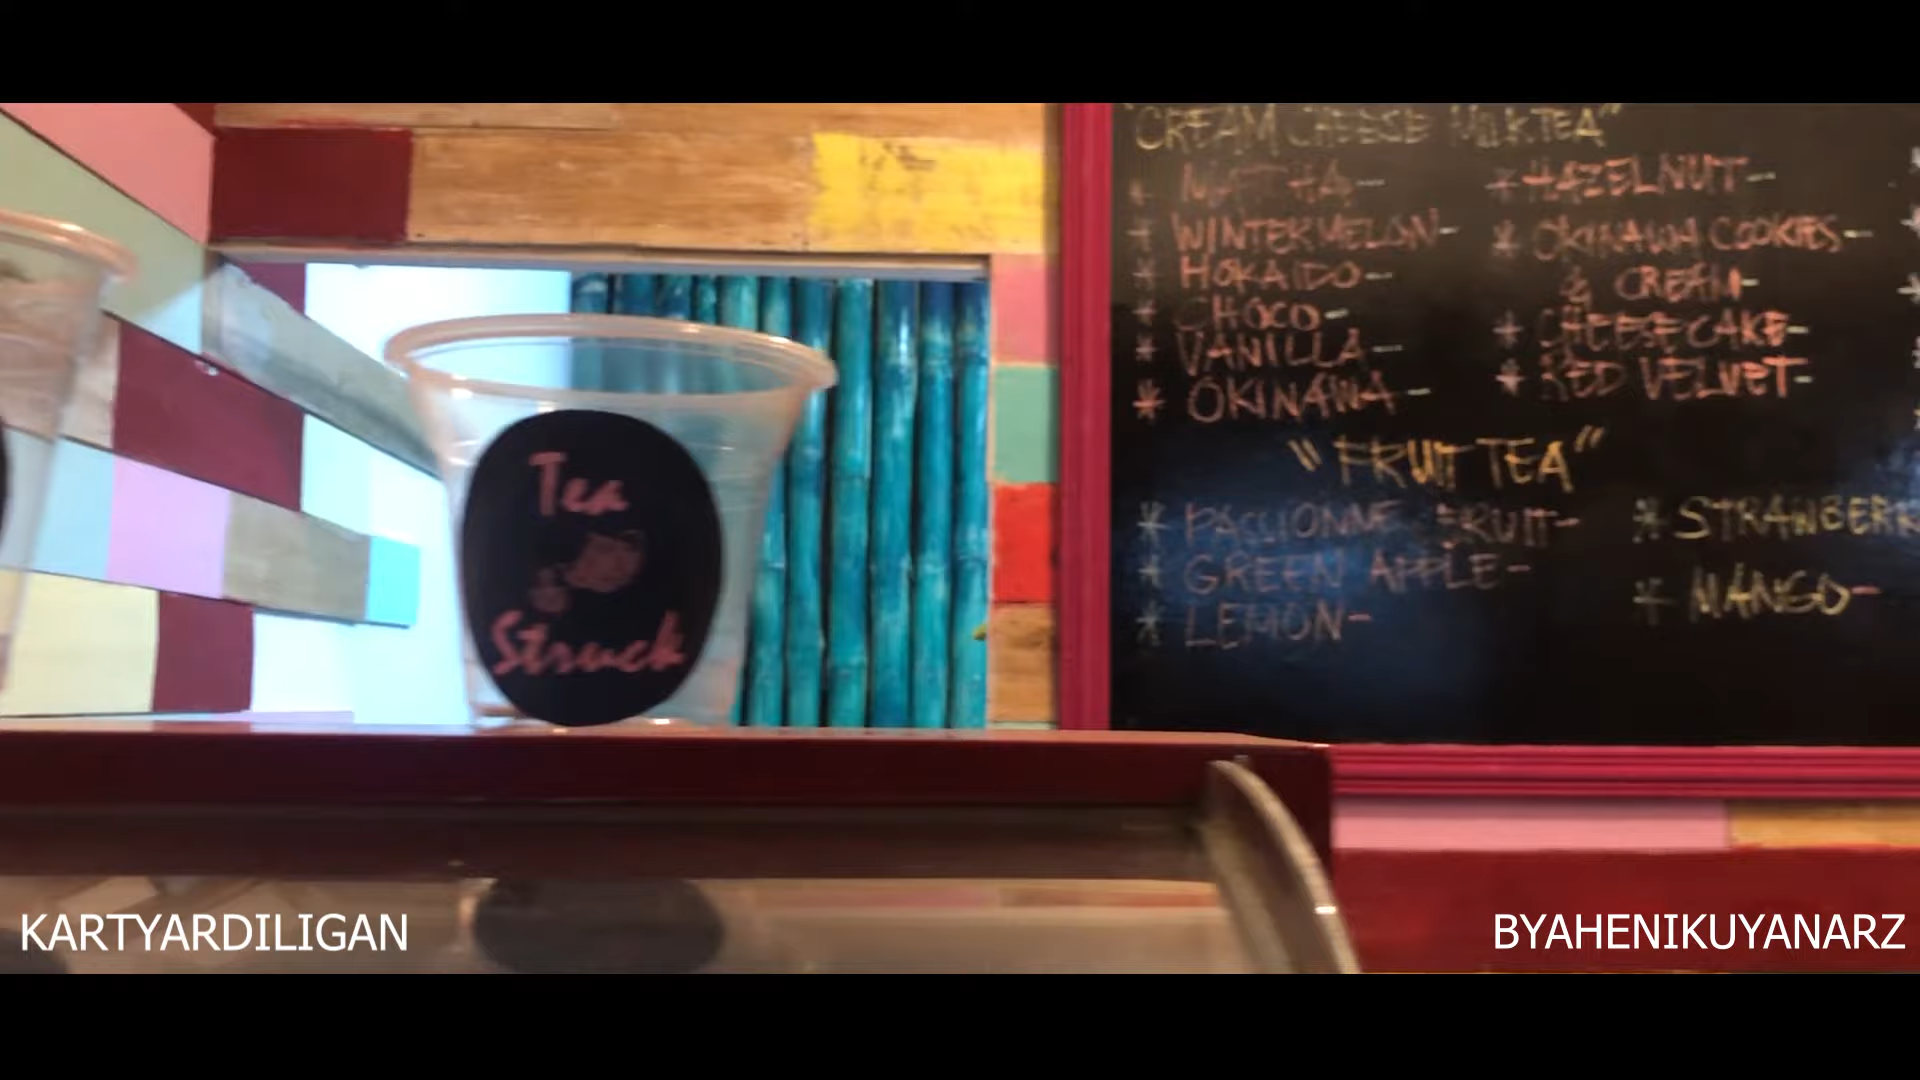 "CREAM CHEESE MILKTEA"
* MATCHA-
* WINTERMELON-
* HOKAIDO-
* CHOCO-
* VANILLA-
* OKINAWA-
* HAZELNUT-
* OKINAWA COOKIES-
& CREAM-
* CHEESECAKE-
* RED VELVET-
"FRUIT TEA"
* PASSIONNE FRUIT-
* GREEN APPLE-
* LEMON-
* STRAWBERR
* MANGO-
Tea
Struck
KARTYARDILIGAN
BYAHENIKUYANARZ